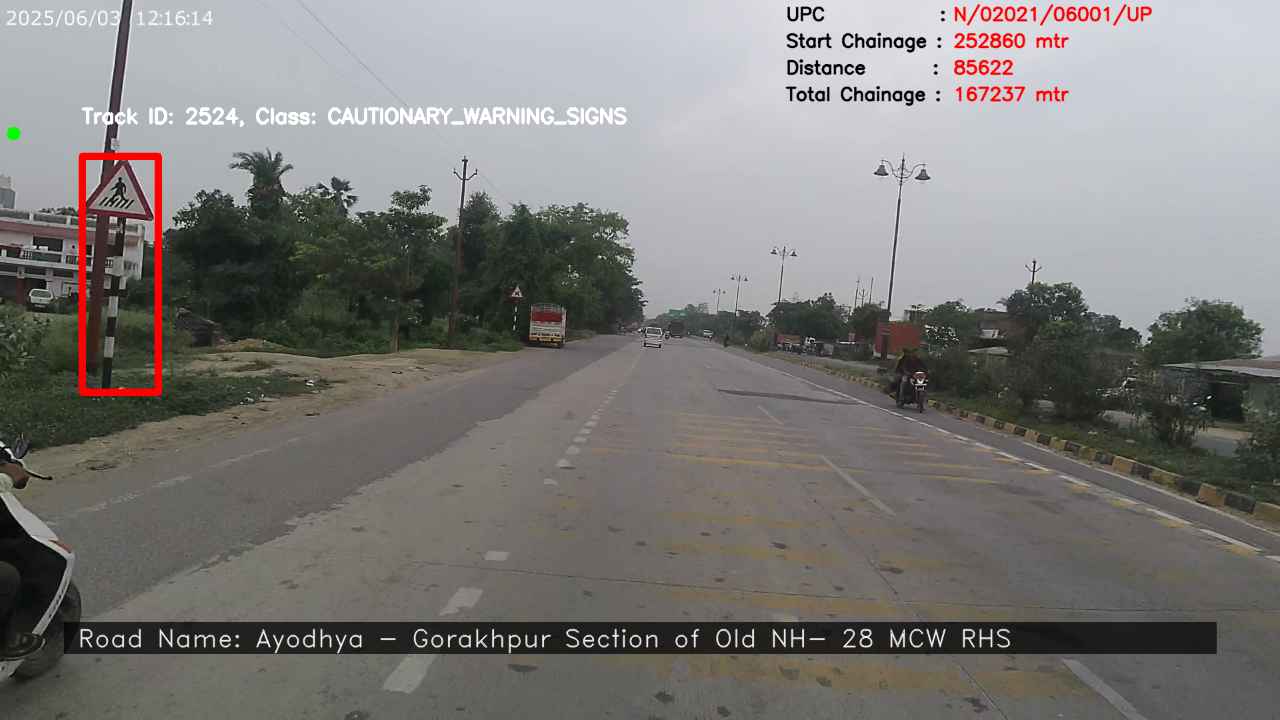 2025/06/03 12:16:14
UPC : N/02021/06001/UP
Start Chainage : 252860 mtr
Distance : 85622
Total Chainage : 167237 mtr
Track ID: 2524, Class: CAUTIONARY_WARNING_SIGNS
Road Name: Ayodhya - Gorakhpur Section of Old NH- 28 MCW RHS